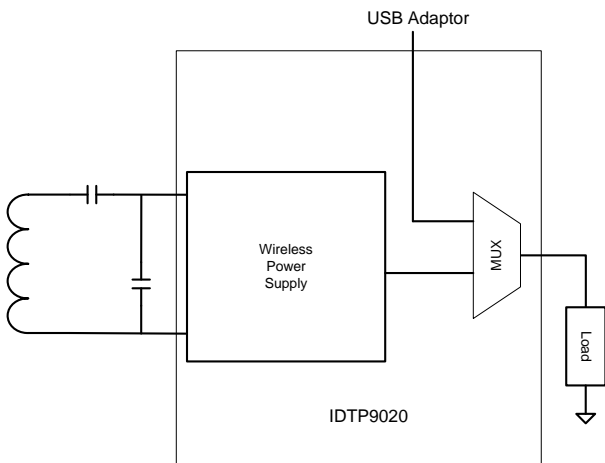 USB Adaptor
Wireless
Power
Supply
MUX
Load
IDTP9020